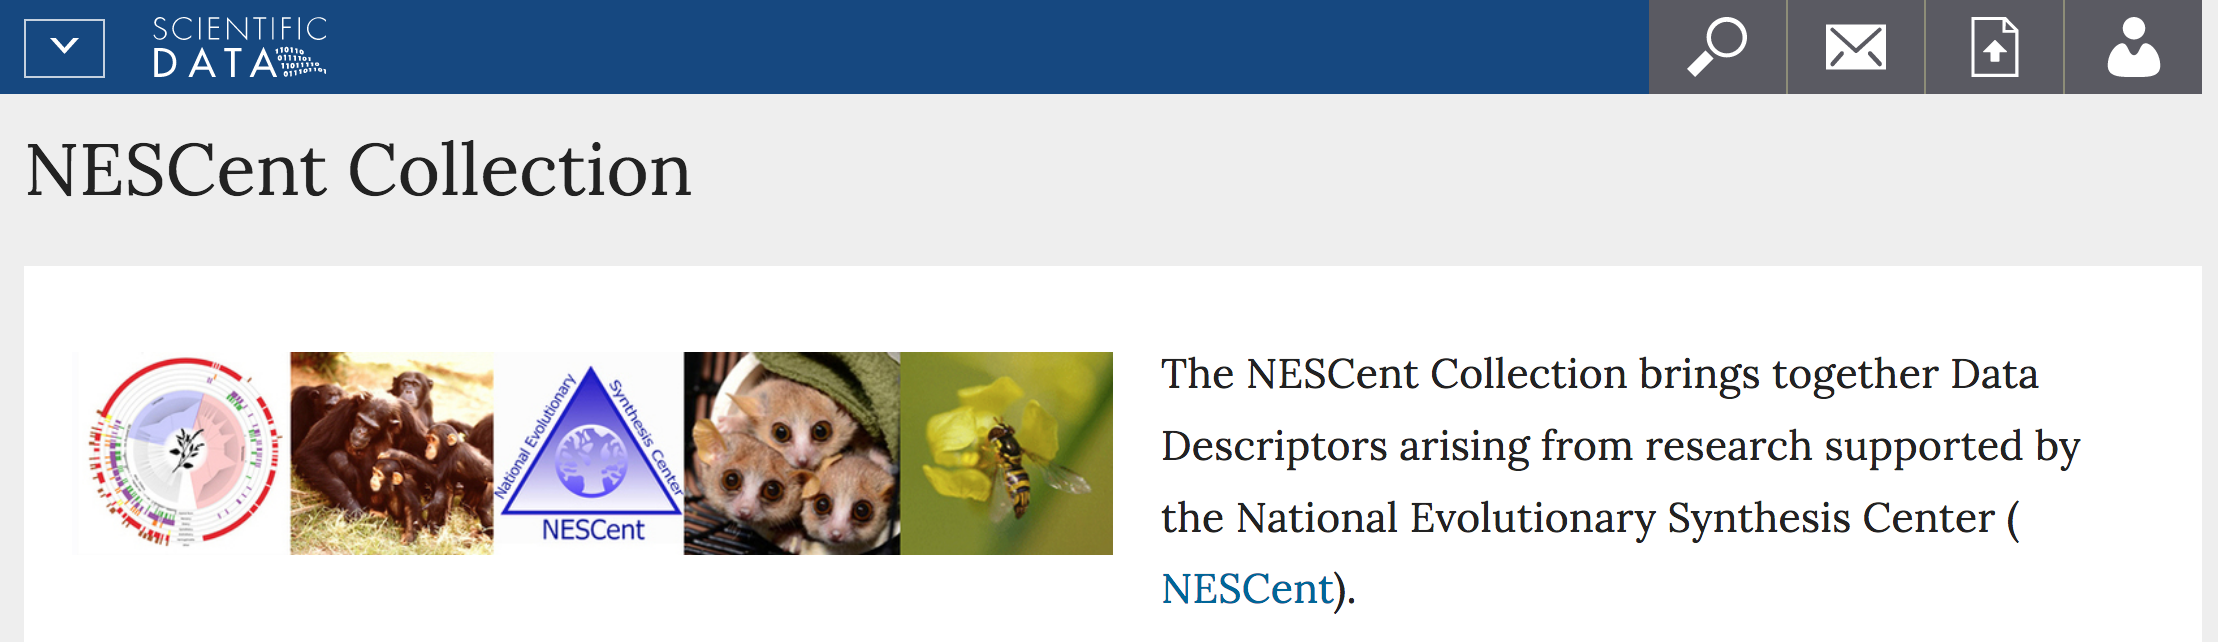 SCIENTIFIC
DATA
NESCent Collection
National Evolutionary
Synthesis Center
NESCent
The NESCent Collection brings together Data
Descriptors arising from research supported by
the National Evolutionary Synthesis Center (
NESCent).